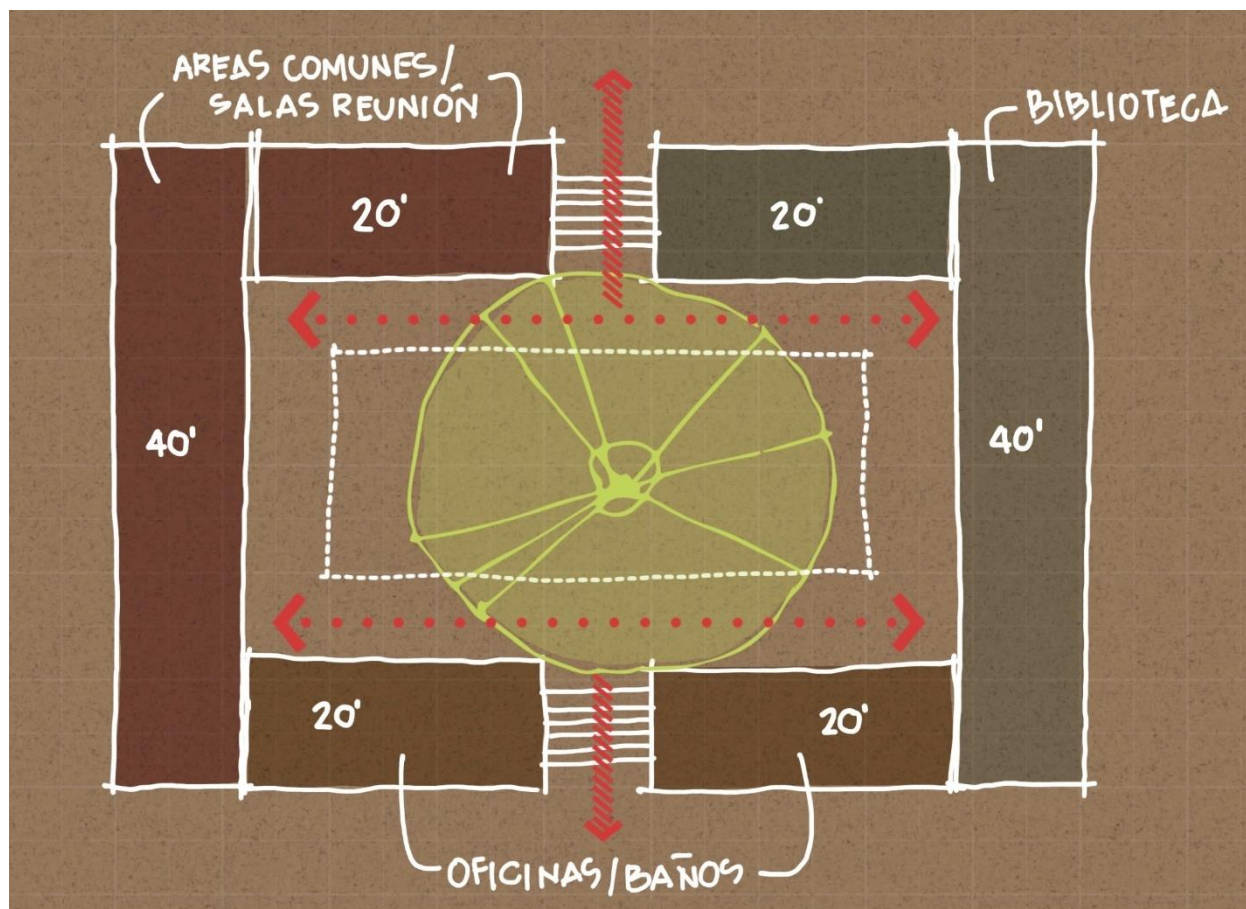 AREAS COMUNES/
SALAS REUNIÓN
BIBLIOTECA
20'
20'
40'
40'
20'
20'
OFICINAS/BAÑOS